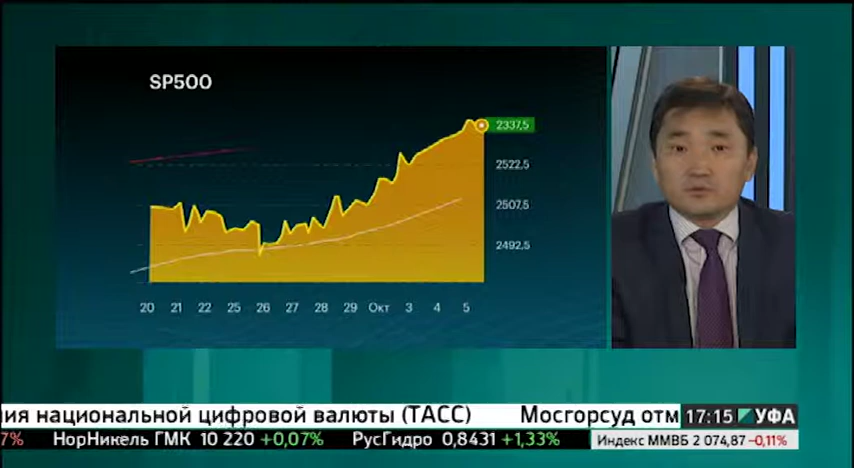 SP500
2337,5
2522,5
2507,5
2492,5
20 21 22 25 26 27 28 29 Окт 3 4 5
ия национальной цифровой валюты (ТАСС) Мосгорсуд отм 17:15 УФА
7% НорНикель ГМК 10 220 +0,07% РусГидро 0,8431 +1,33% Индекс ММВБ 2 074,87 -0,11%